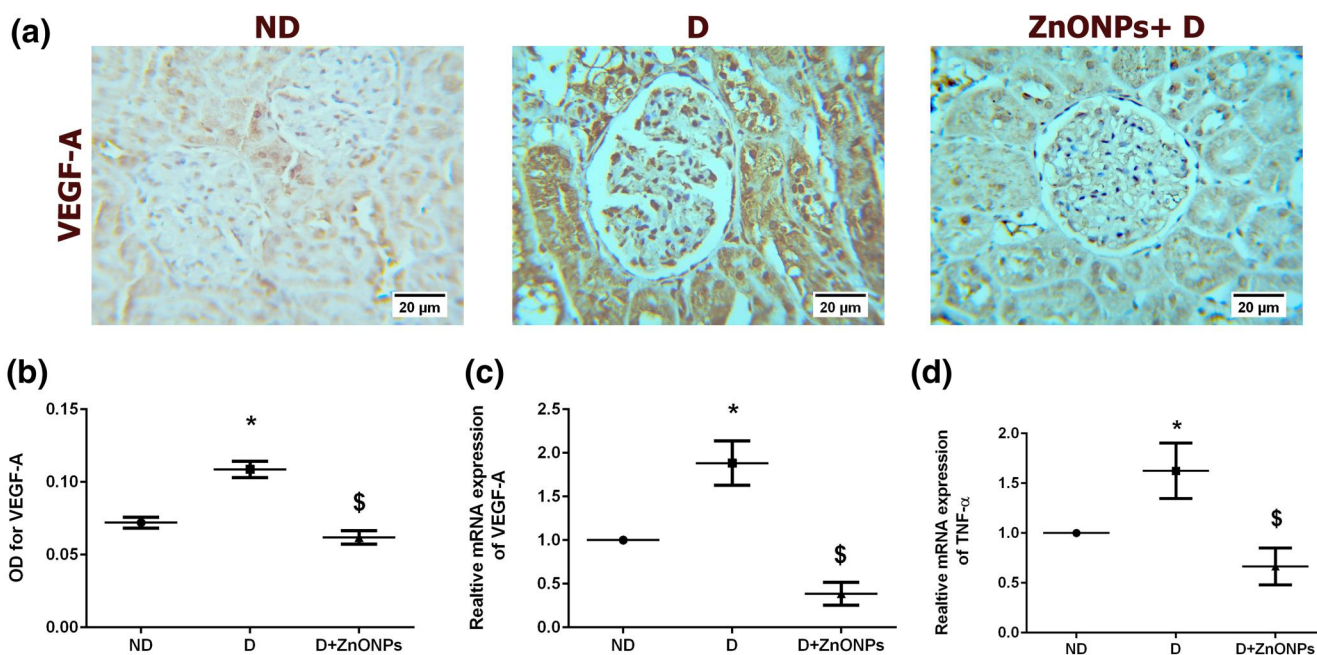 (a)
ND
D
ZnONPs+ D
VEGF-A
20 µm
20 µm
20 µm
(b)
OD for VEGF-A
0.15
0.10
0.05
0.00
*
$
ND
D
D+ZnONPs
(c)
Realtive mRNA expression
of VEGF-A
2.5
2.0
1.5
1.0
0.5
0.0
*
$
ND
D
D+ZnONPs
(d)
Realtive mRNA expression
of TNF-α
2.0
1.5
1.0
0.5
0.0
*
$
ND
D
D+ZnONPs